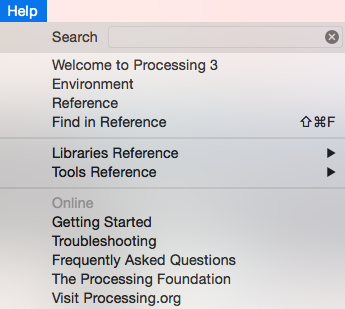 Help
Search
Welcome to Processing 3
Environment
Reference
Find in Reference ⇧⌘F
Libraries Reference ▶
Tools Reference ▶
Online
Getting Started
Troubleshooting
Frequently Asked Questions
The Processing Foundation
Visit Processing.org